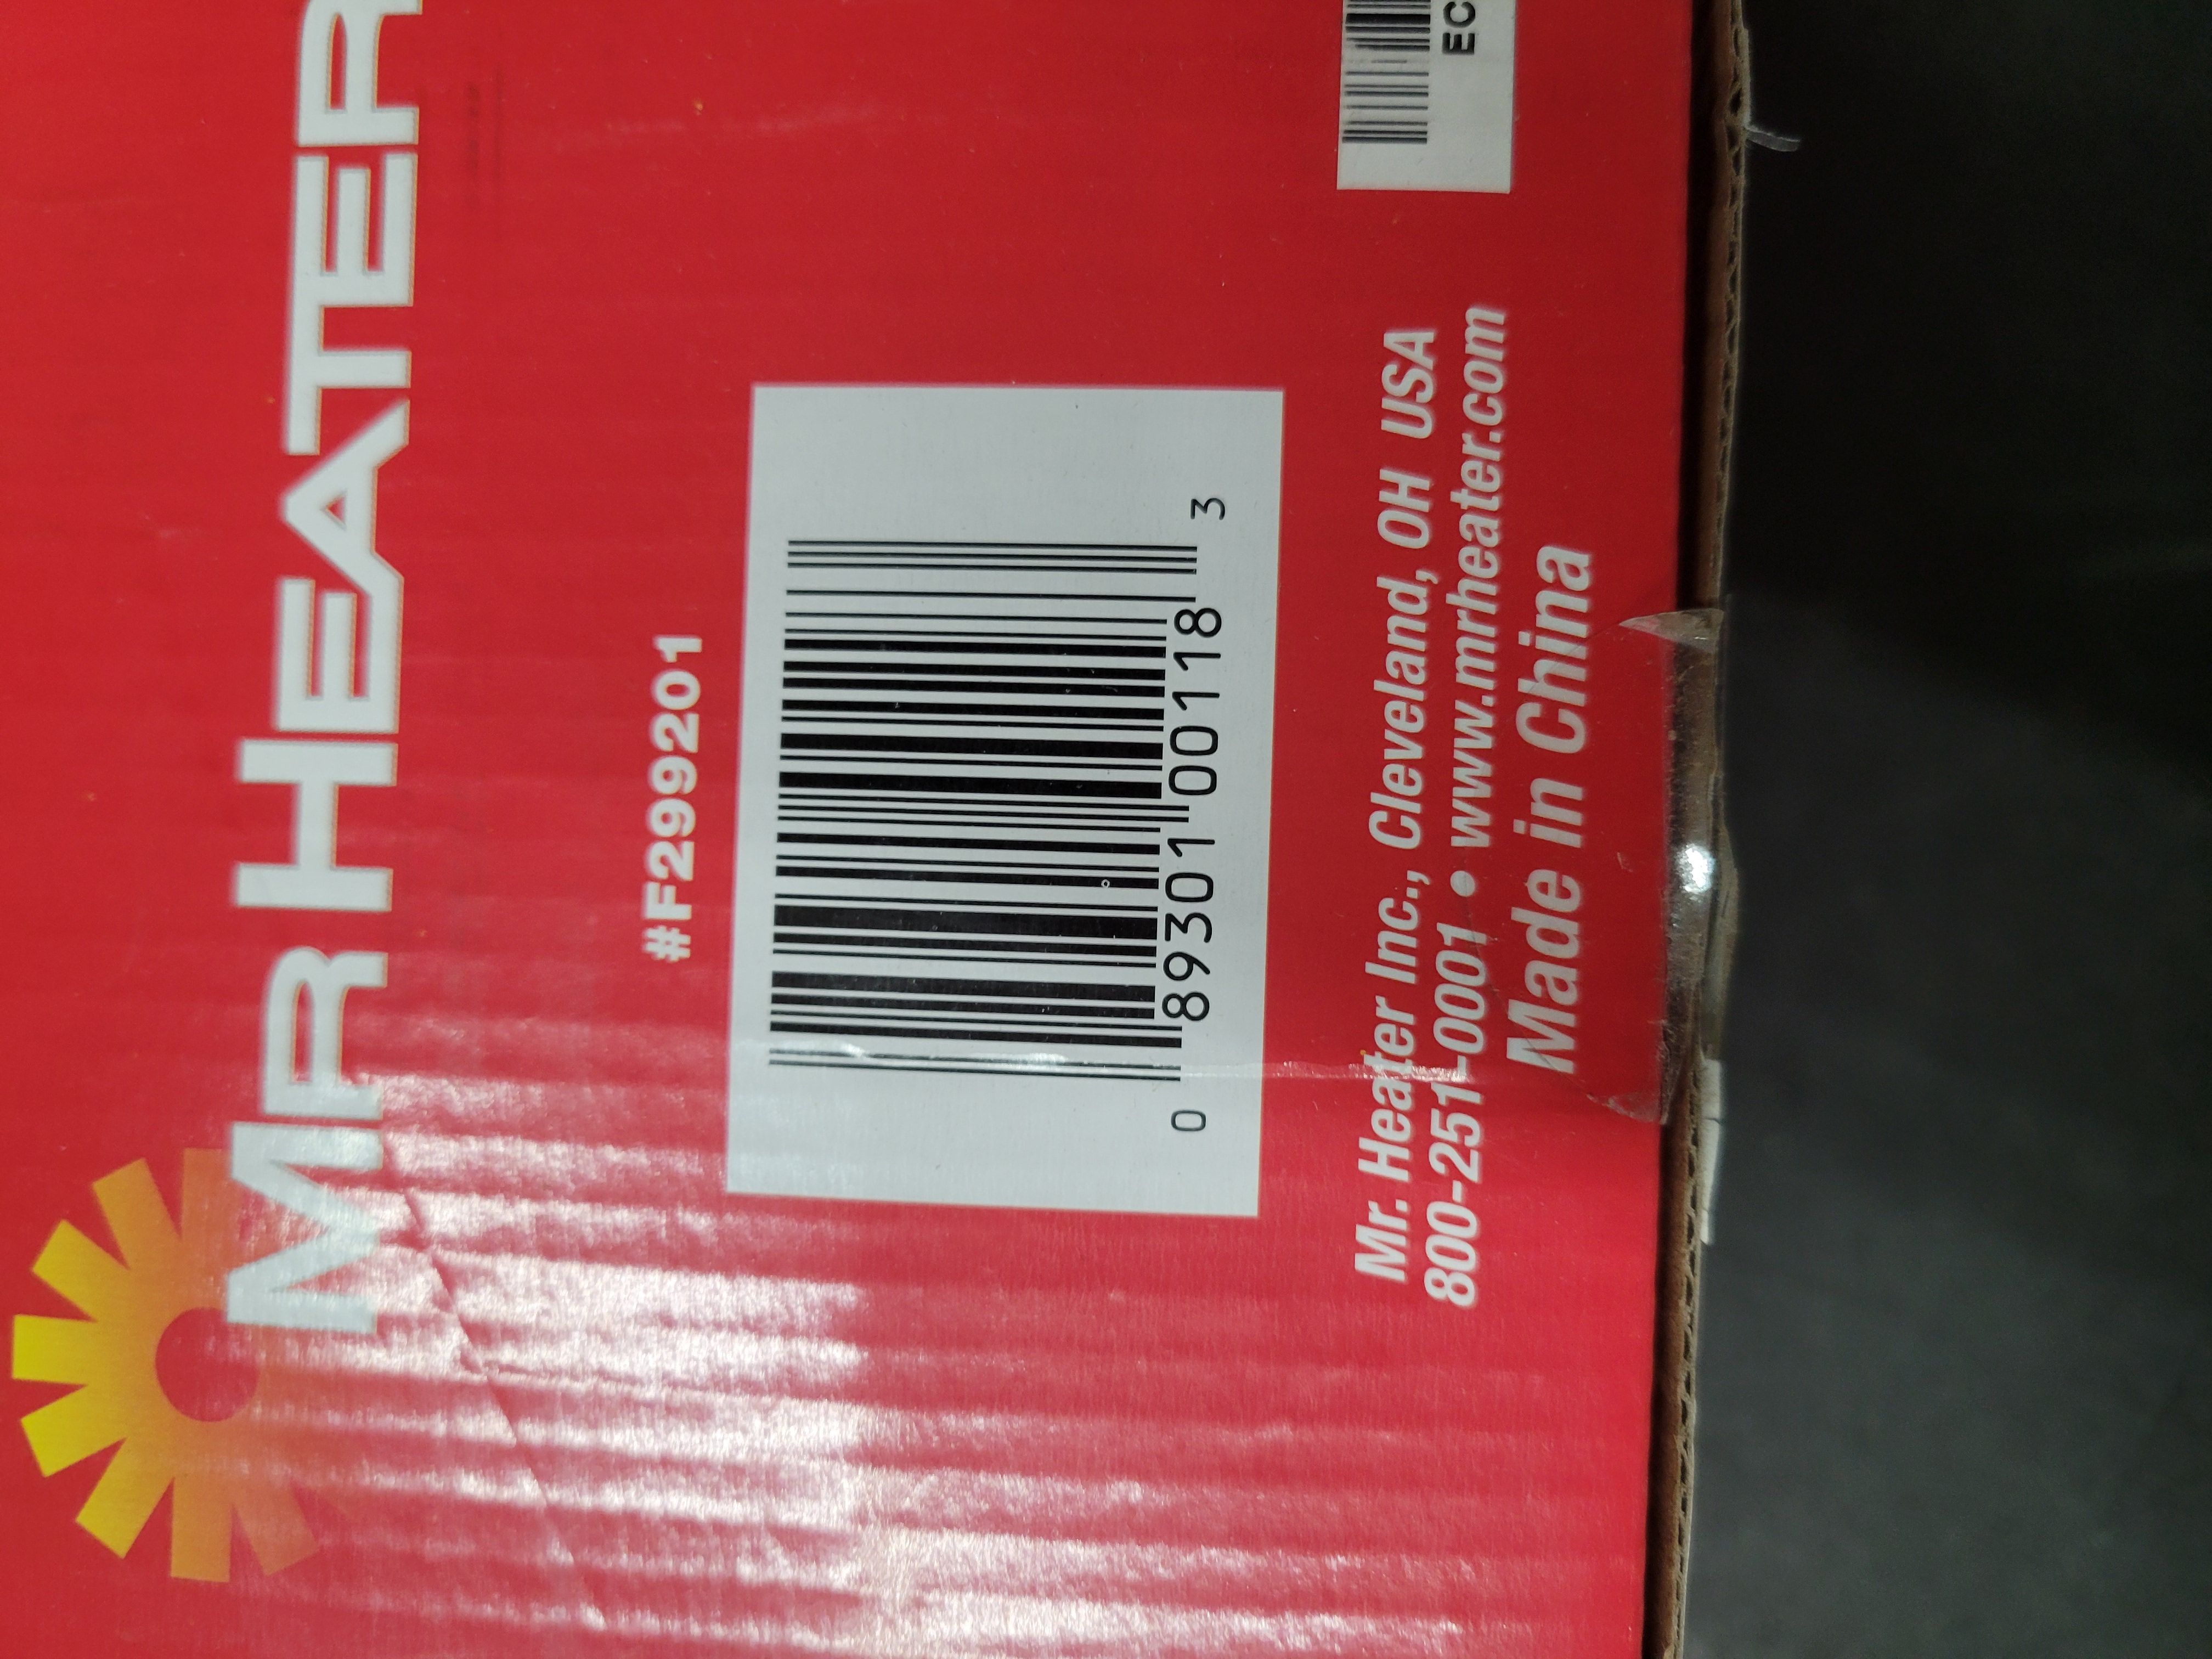 MR HEATER
#F299201
0 89301 00118 3
Mr. Heater Inc., Cleveland, OH USA
800-251-0001 • www.mrheater.com
Made in China
EC